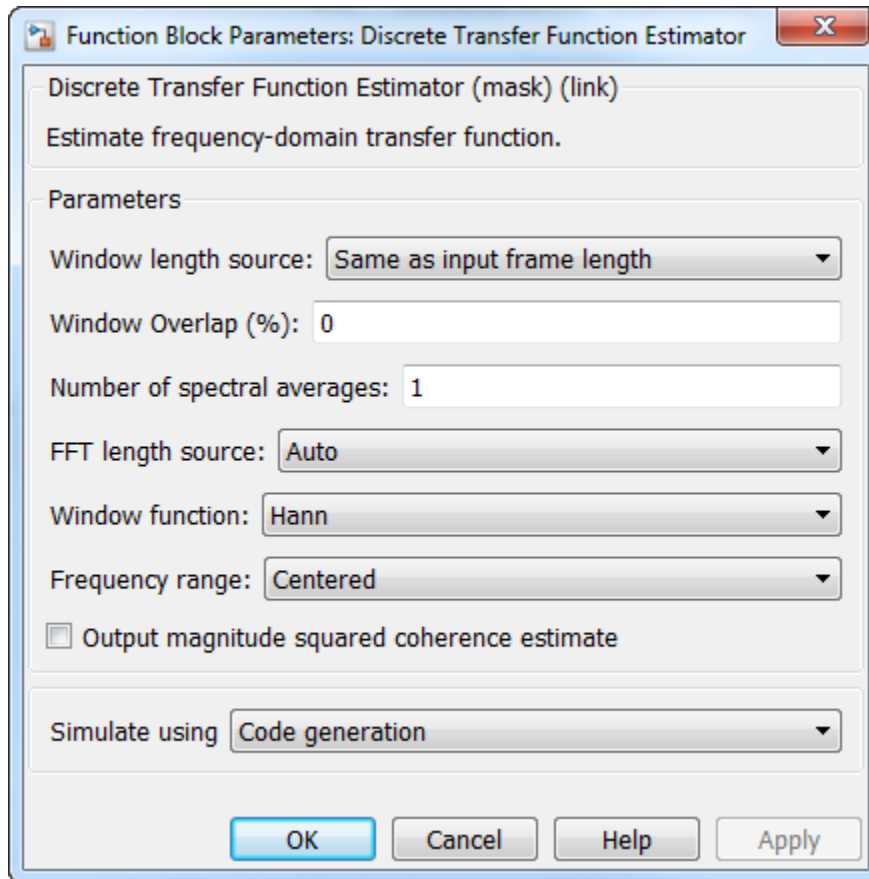 Function Block Parameters: Discrete Transfer Function Estimator
Discrete Transfer Function Estimator (mask) (link)
Estimate frequency-domain transfer function.
Parameters
Window length source: Same as input frame length
Window Overlap (%): 0
Number of spectral averages: 1
FFT length source: Auto
Window function: Hann
Frequency range: Centered
Output magnitude squared coherence estimate
Simulate using Code generation
OK Cancel Help Apply